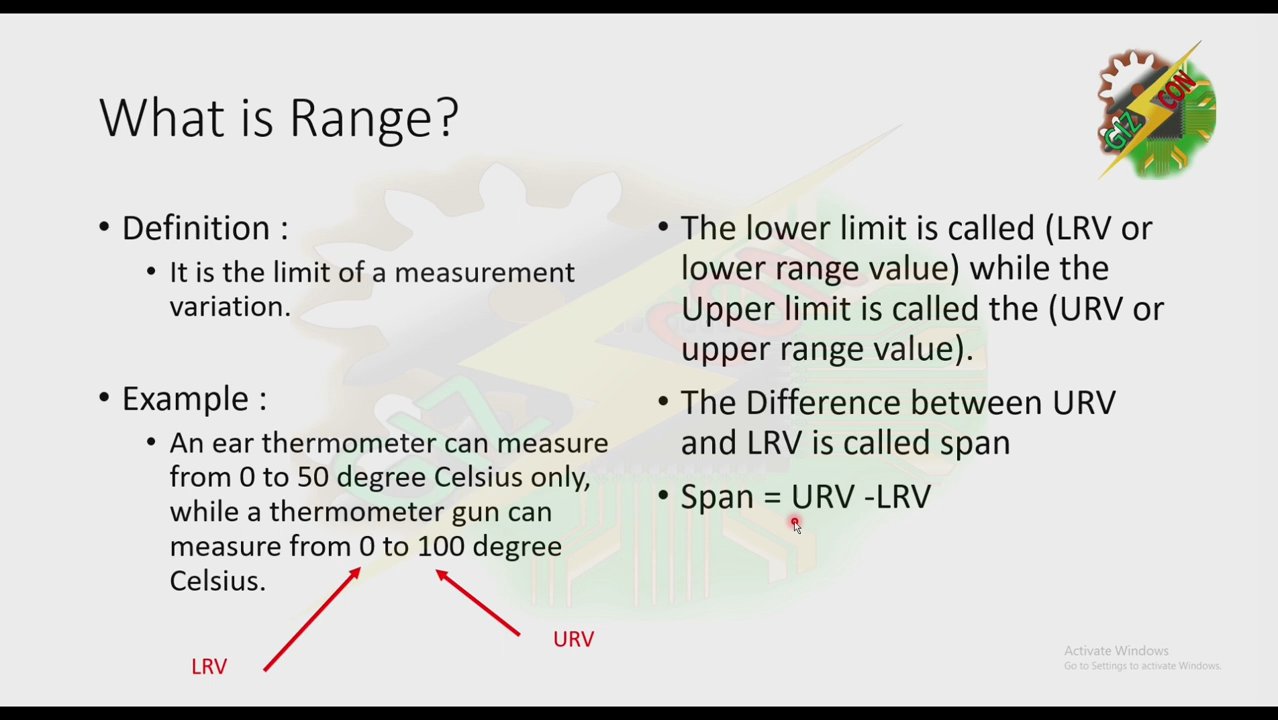 What is Range?
GIZ
CON
• Definition :
• It is the limit of a measurement
variation.
• Example :
• An ear thermometer can measure
from 0 to 50 degree Celsius only,
while a thermometer gun can
measure from 0 to 100 degree
Celsius.
LRV
URV
• The lower limit is called (LRV or
lower range value) while the
Upper limit is called the (URV or
upper range value).
• The Difference between URV
and LRV is called span
• Span = URV -LRV
Activate Windows
Go to Settings to activate Windows.